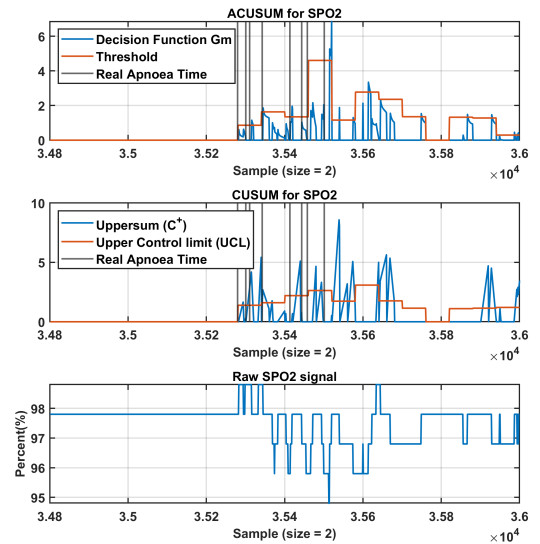 ACUSUM for SPO2
6
4
2
0
Decision Function Gm
Threshold
Real Apnoea Time
3.48 3.5 3.52 3.54 3.56 3.58 3.6
Sample (size = 2)
×10^4
CUSUM for SPO2
10
5
0
Uppersum (C^+)
Upper Control limit (UCL)
Real Apnoea Time
3.48 3.5 3.52 3.54 3.56 3.58 3.6
Sample (size = 2)
×10^4
Raw SPO2 signal
Percent(%)
98
97
96
95
3.48 3.5 3.52 3.54 3.56 3.58 3.6
Sample (size = 2)
×10^4